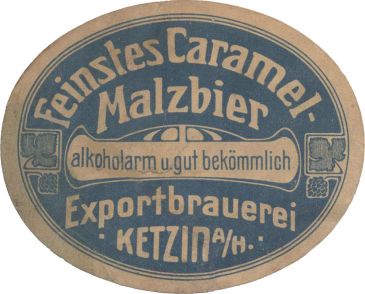 Feinstes Caramel-
Malzbier
alkoholarm u. gut bekömmlich
Exportbrauerei
· KETZIN A/H. ·